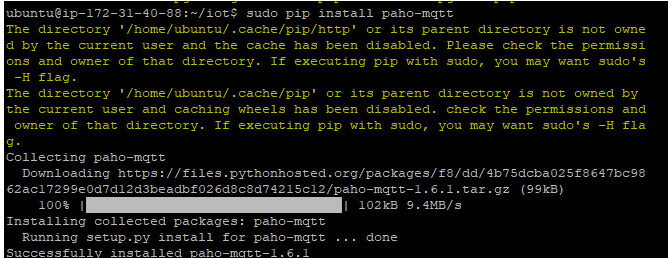 ubuntu@ip-172-31-40-88:~/iot$ sudo pip install paho-mqtt
The directory '/home/ubuntu/.cache/pip/http' or its parent directory is not owne
d by the current user and the cache has been disabled. Please check the permissi
ons and owner of that directory. If executing pip with sudo, you may want sudo's
 -H flag.
The directory '/home/ubuntu/.cache/pip' or its parent directory is not owned by
the current user and caching wheels has been disabled. check the permissions and
 owner of that directory. If executing pip with sudo, you may want sudo's -H fla
g.
Collecting paho-mqtt
  Downloading https://files.pythonhosted.org/packages/f8/dd/4b75dcba025f8647bc98
62ac17299e0d7d12d3beadbf026d8c8d74215c12/paho-mqtt-1.6.1.tar.gz (99kB)
    100% |████████████████████████████████| 102kB 9.4MB/s
Installing collected packages: paho-mqtt
  Running setup.py install for paho-mqtt ... done
Successfully installed paho-mqtt-1.6.1